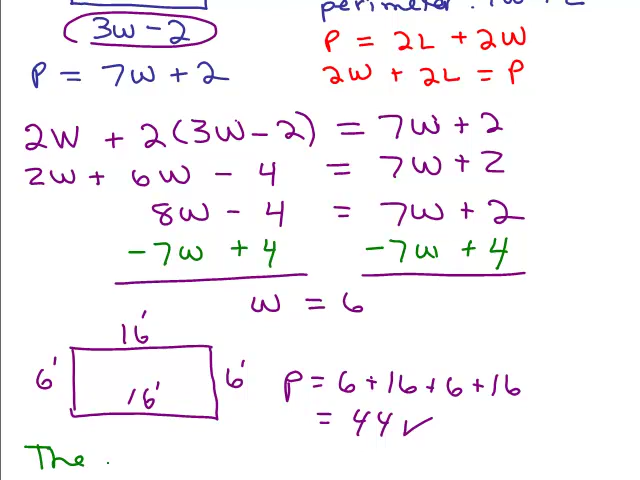 perimeter
3w - 2
P = 7w + 2
P = 2L + 2W
2W + 2L = P
2W + 2(3W - 2) = 7W + 2
2W + 6W - 4 = 7W + 2
8W - 4 = 7W + 2
-7W + 4 -7W + 4
W = 6
16'
6' 6'
16'
P = 6 + 16 + 6 + 16
= 44 ✓
The